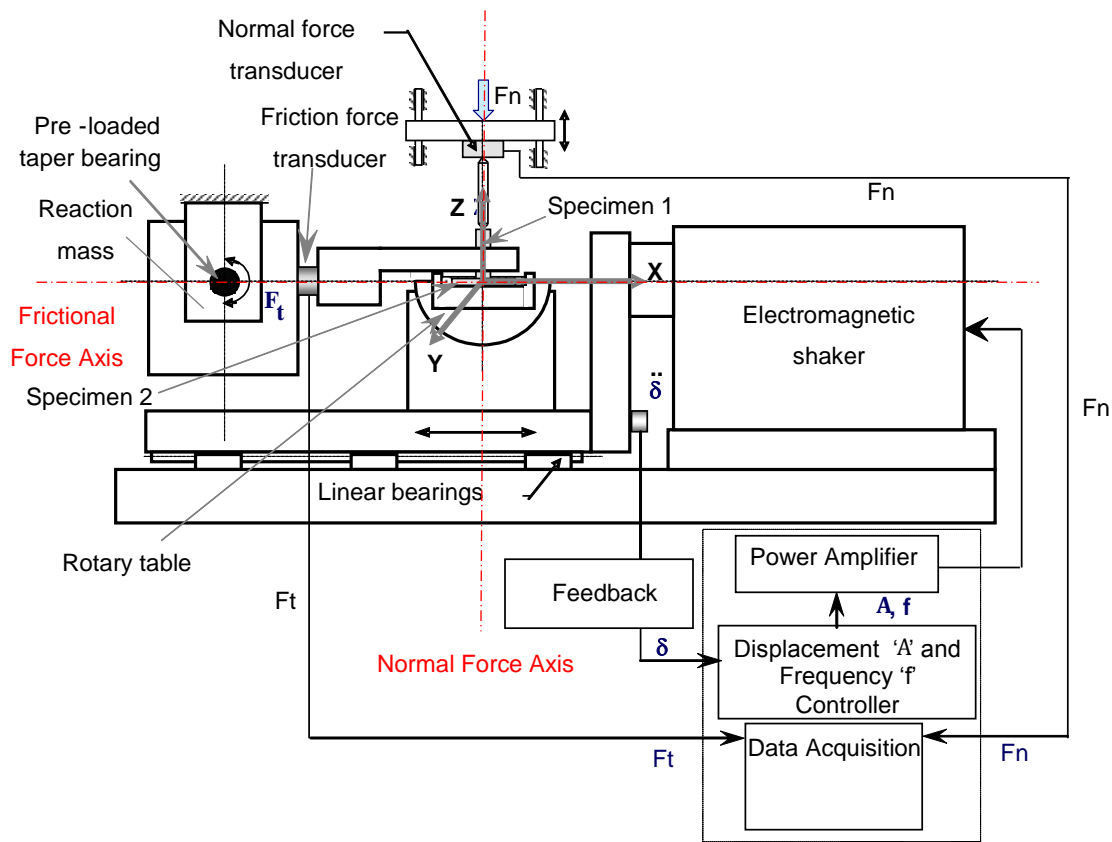 Normal force
transducer
Fn
Friction force
transducer
Pre -loaded
taper bearing
Fn
Reaction
mass
Z
Specimen 1
X
Ft
Frictional
Force Axis
Electromagnetic
shaker
Y
Specimen 2
δ̈
Fn
Linear bearings
Rotary table
Power Amplifier
Ft
Feedback
A, f
δ
Displacement ‘A’ and
Frequency ‘f’
Controller
Normal Force Axis
Data Acquisition
Ft
Fn